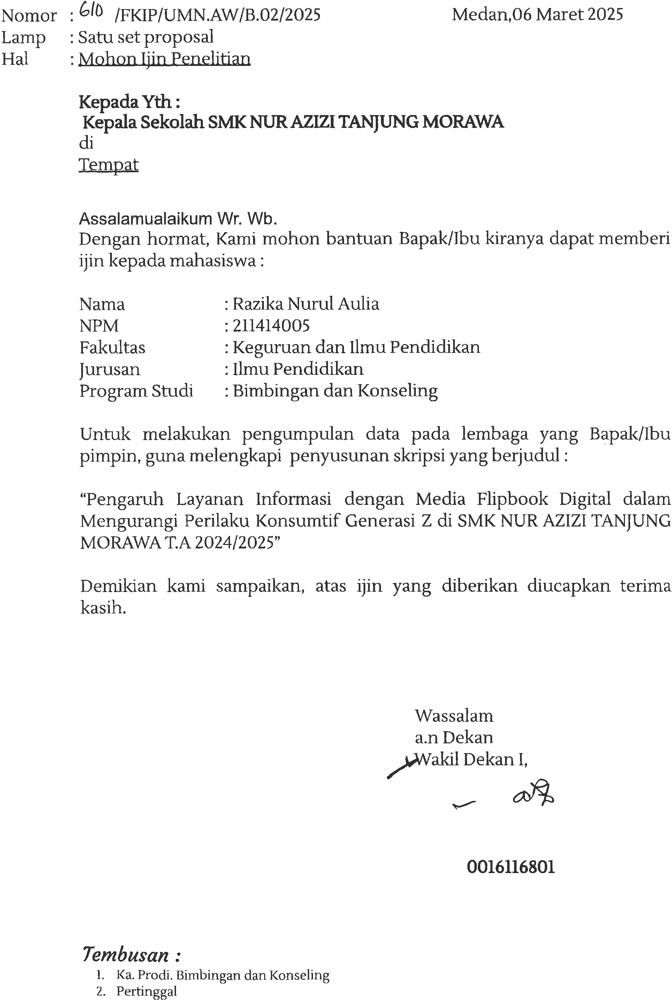 Nomor : 610 /FKIP/UMN.AW/B.02/2025 Medan,06 Maret 2025
Lamp : Satu set proposal
Hal : Mohon Ijin Penelitian
Kepada Yth :
Kepala Sekolah SMK NUR AZIZI TANJUNG MORAWA
di
Tempat
Assalamualaikum Wr. Wb.
Dengan hormat, Kami mohon bantuan Bapak/Ibu kiranya dapat memberi
ijin kepada mahasiswa :
Nama : Razika Nurul Aulia
NPM : 211414005
Fakultas : Keguruan dan Ilmu Pendidikan
Jurusan : Ilmu Pendidikan
Program Studi : Bimbingan dan Konseling
Untuk melakukan pengumpulan data pada lembaga yang Bapak/Ibu
pimpin, guna melengkapi penyusunan skripsi yang berjudul :
“Pengaruh Layanan Informasi dengan Media Flipbook Digital dalam
Mengurangi Perilaku Konsumtif Generasi Z di SMK NUR AZIZI TANJUNG
MORAWA T.A 2024/2025”
Demikian kami sampaikan, atas ijin yang diberikan diucapkan terima
kasih.
Wassalam
a.n Dekan
Wakil Dekan I,
0016116801
Tembusan :
1. Ka. Prodi. Bimbingan dan Konseling
2. Pertinggal